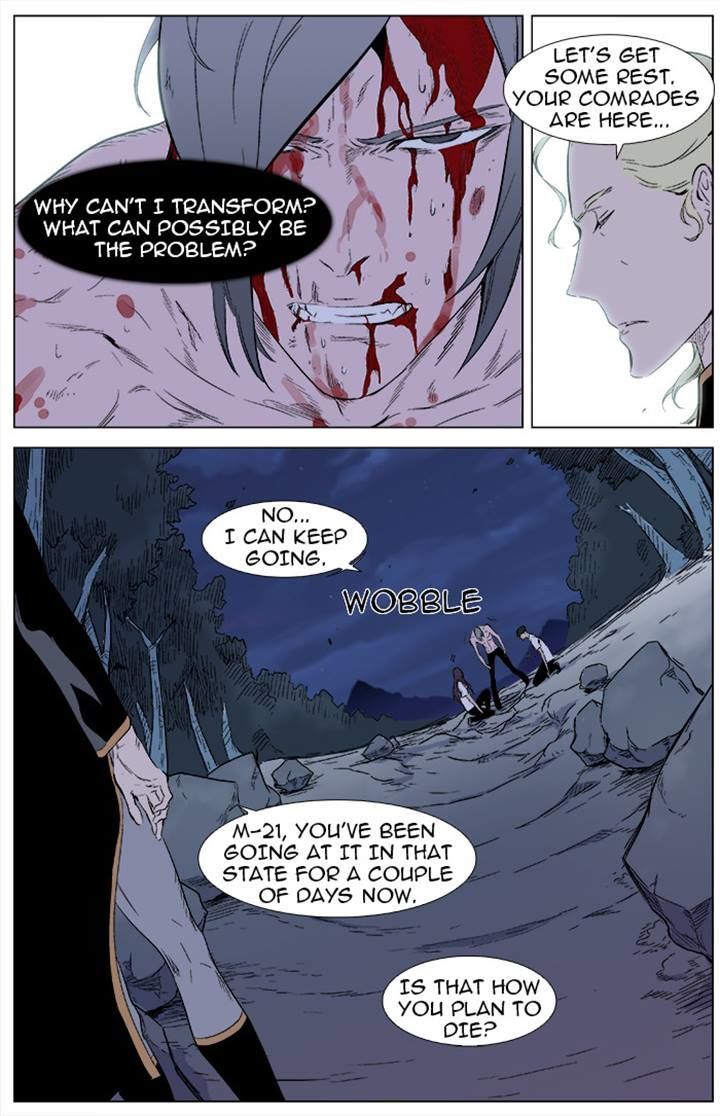 WHY CAN'T I TRANSFORM?
WHAT CAN POSSIBLY BE
THE PROBLEM?
LET'S GET
SOME REST.
YOUR COMRADES
ARE HERE...
NO...
I CAN KEEP
GOING.
WOBBLE
M-21, YOU'VE BEEN
GOING AT IT IN THAT
STATE FOR A COUPLE
OF DAYS NOW.
IS THAT HOW
YOU PLAN TO
DIE?